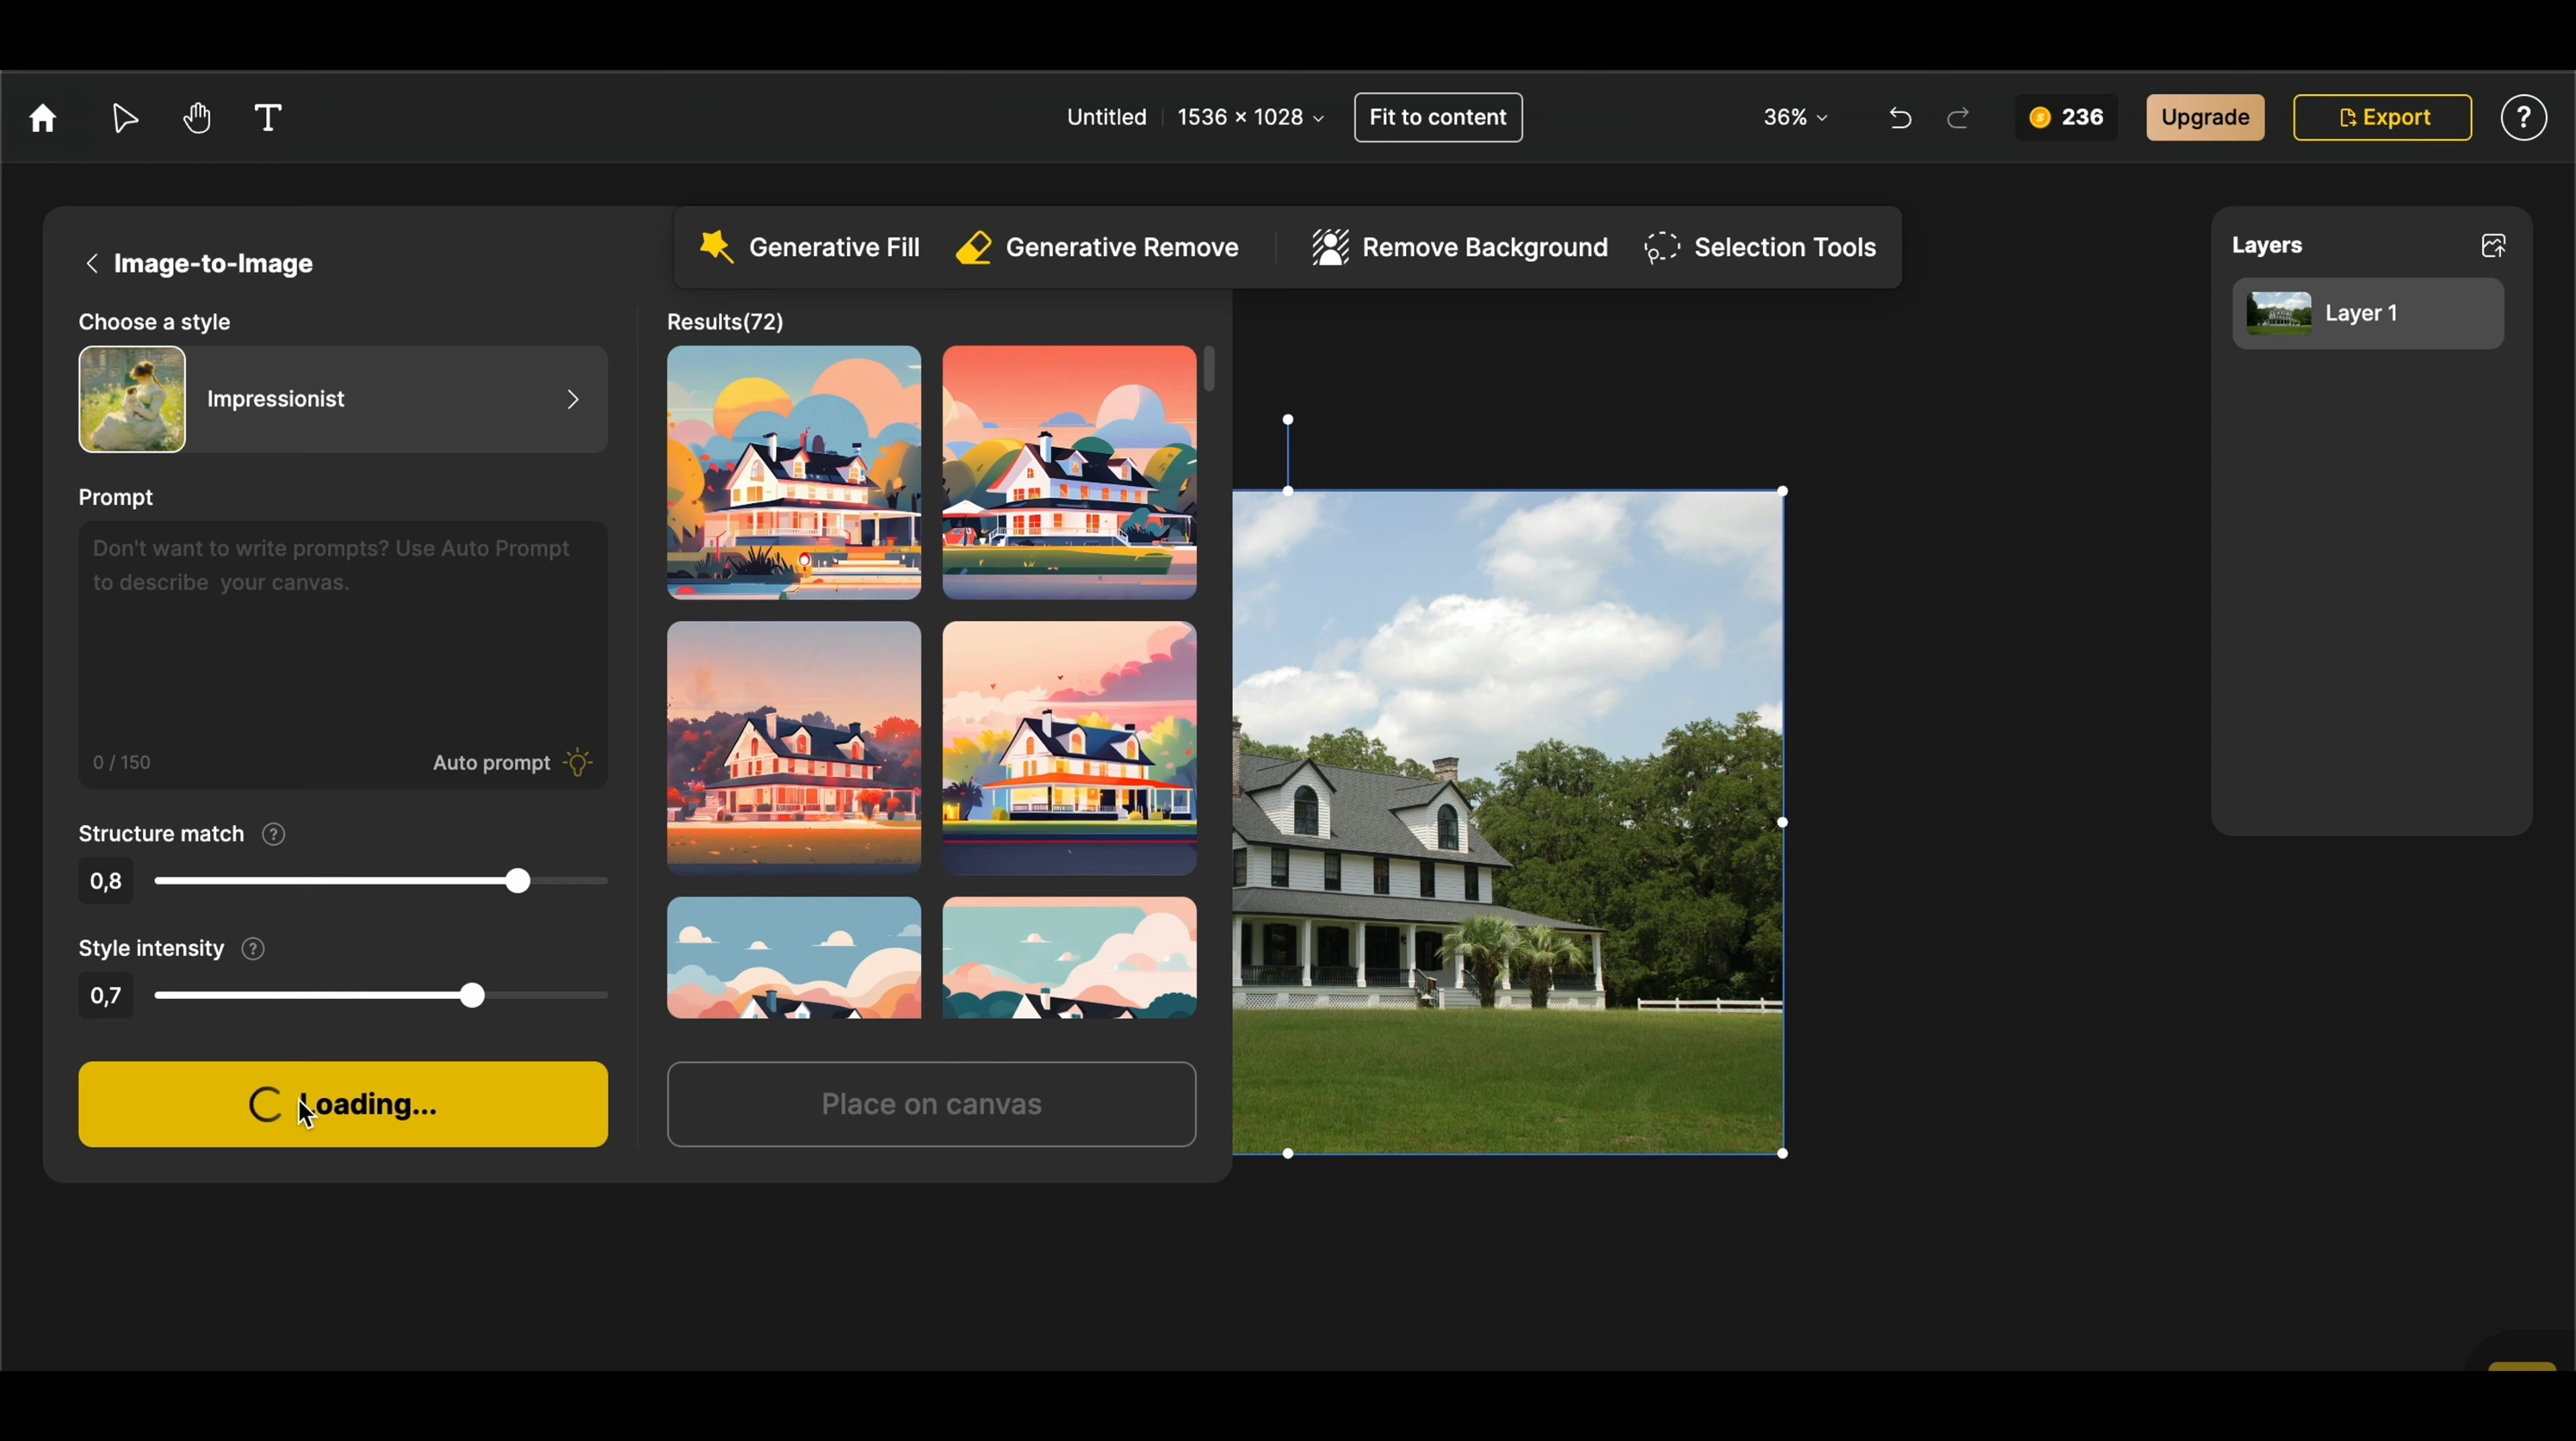 T
Untitled
1536 × 1028
Fit to content
36%
236
Upgrade
Export
?
Image-to-Image
Generative Fill
Generative Remove
Remove Background
Selection Tools
Layers
Layer 1
Choose a style
Impressionist
Results(72)
Prompt
Don't want to write prompts? Use Auto Prompt
to describe your canvas.
0 / 150
Auto prompt
Structure match ?
0,8
Style intensity ?
0,7
Loading...
Place on canvas